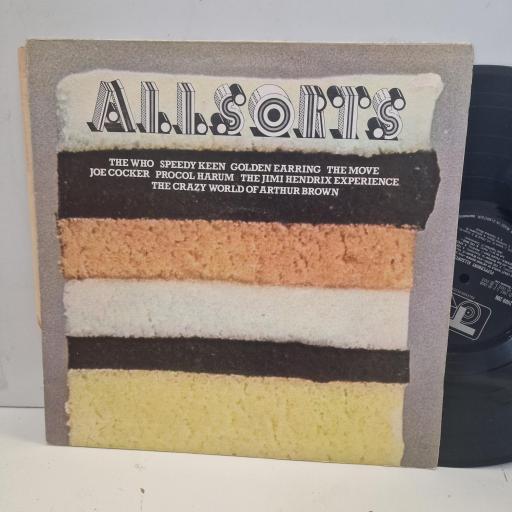 ALLSORTS
THE WHO SPEEDY KEEN GOLDEN EARRING THE MOVE
JOE COCKER PROCOL HARUM THE JIMI HENDRIX EXPERIENCE
THE CRAZY WORLD OF ARTHUR BROWN